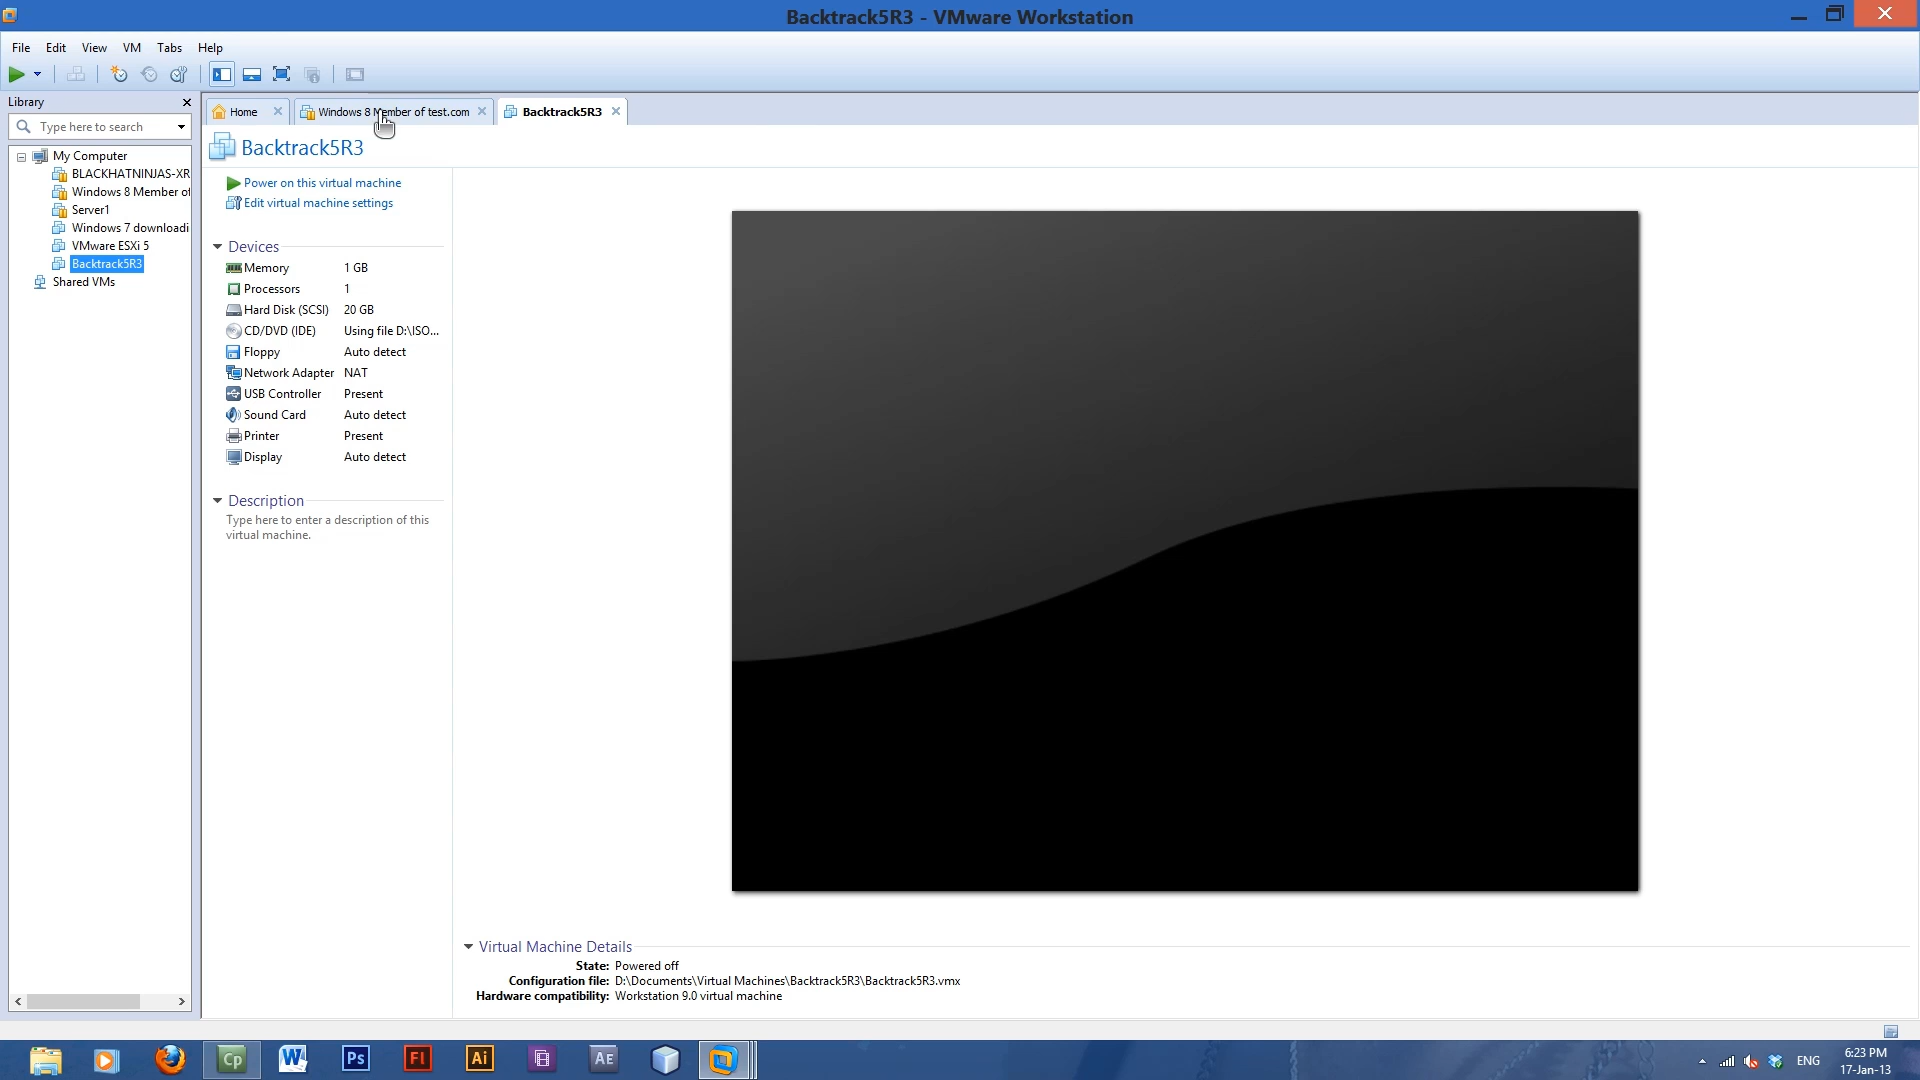 Backtrack5R3 - VMware Workstation
File Edit View VM Tabs Help
Library
Home Windows 8 Member of test.com Backtrack5R3
Type here to search
Backtrack5R3
My Computer
BLACKHATNINJAS-XR
Windows 8 Member of
Server1
Windows 7 downloadi
VMware ESXi 5
Backtrack5R3
Shared VMs
Power on this virtual machine
Edit virtual machine settings
Devices
Memory 1 GB
Processors 1
Hard Disk (SCSI) 20 GB
CD/DVD (IDE) Using file D:\ISO...
Floppy Auto detect
Network Adapter NAT
USB Controller Present
Sound Card Auto detect
Printer Present
Display Auto detect
Description
Type here to enter a description of this
virtual machine.
Virtual Machine Details
State: Powered off
Configuration file: D:\Documents\Virtual Machines\Backtrack5R3\Backtrack5R3.vmx
Hardware compatibility: Workstation 9.0 virtual machine
Cp W Ps Fl Ai AE
ENG
6:23 PM
17-Jan-13